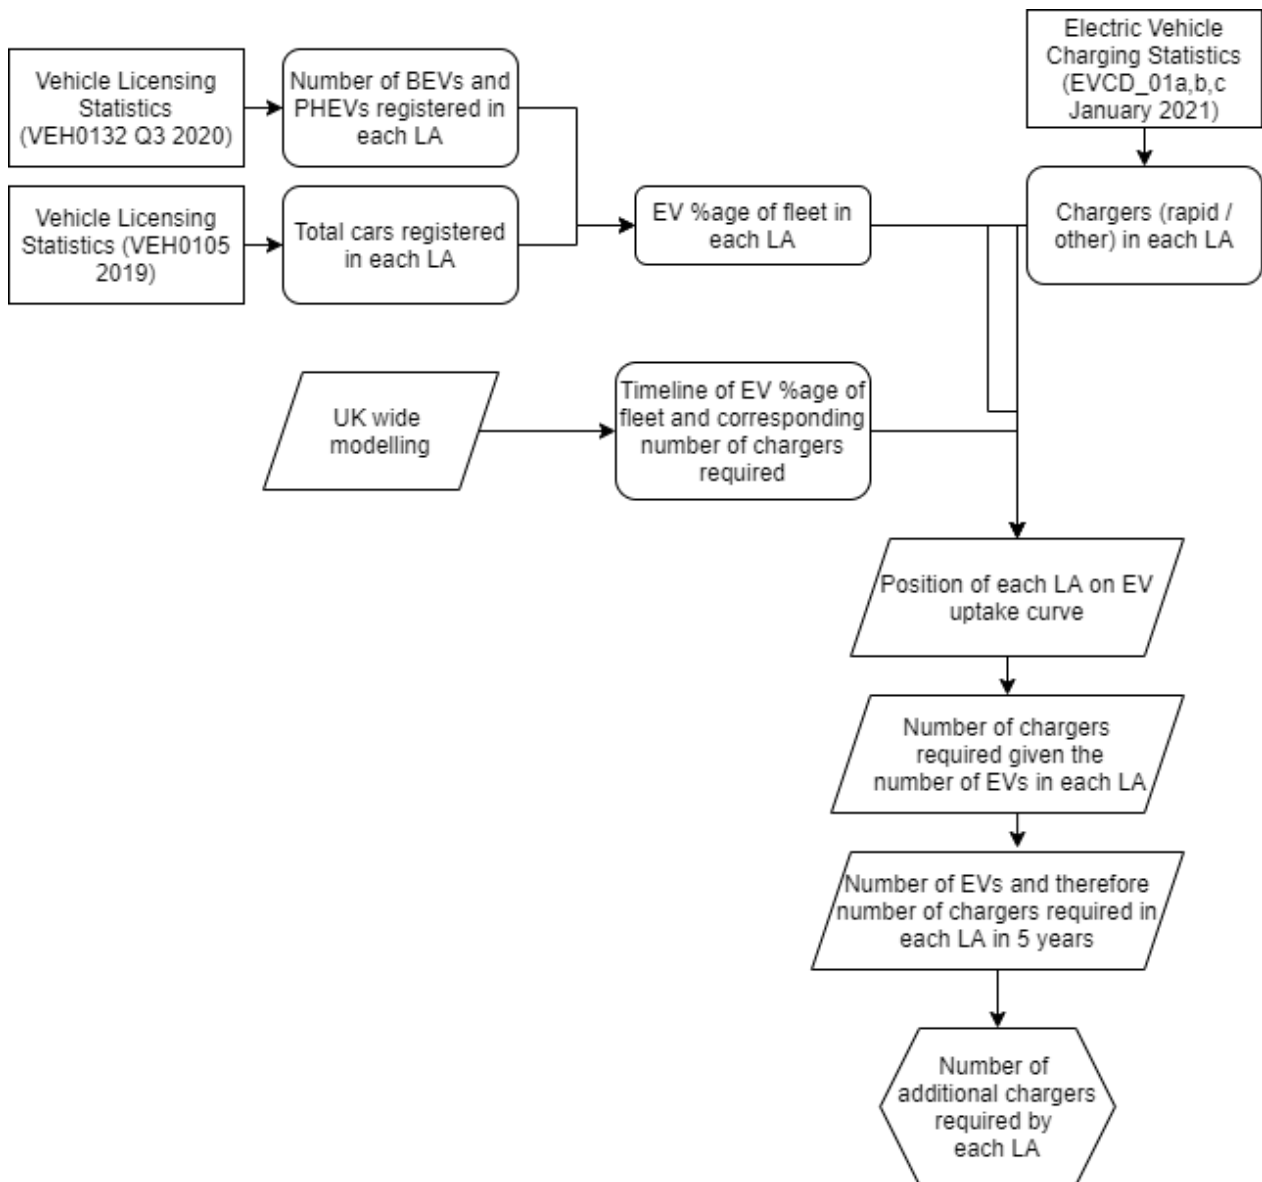 Vehicle Licensing
Statistics
(VEH0132 Q3 2020)
Number of BEVs and
PHEVs registered in
each LA
Electric Vehicle
Charging Statistics
(EVCD_01a,b,c
January 2021)
Vehicle Licensing
Statistics (VEH0105
2019)
Total cars registered
in each LA
EV %age of fleet in
each LA
Chargers (rapid /
other) in each LA
UK wide
modelling
Timeline of EV %age of
fleet and corresponding
number of chargers
required
Position of each LA on EV
uptake curve
Number of chargers
required given the
number of EVs in each LA
Number of EVs and therefore
number of chargers required in
each LA in 5 years
Number of
additional chargers
required by
each LA